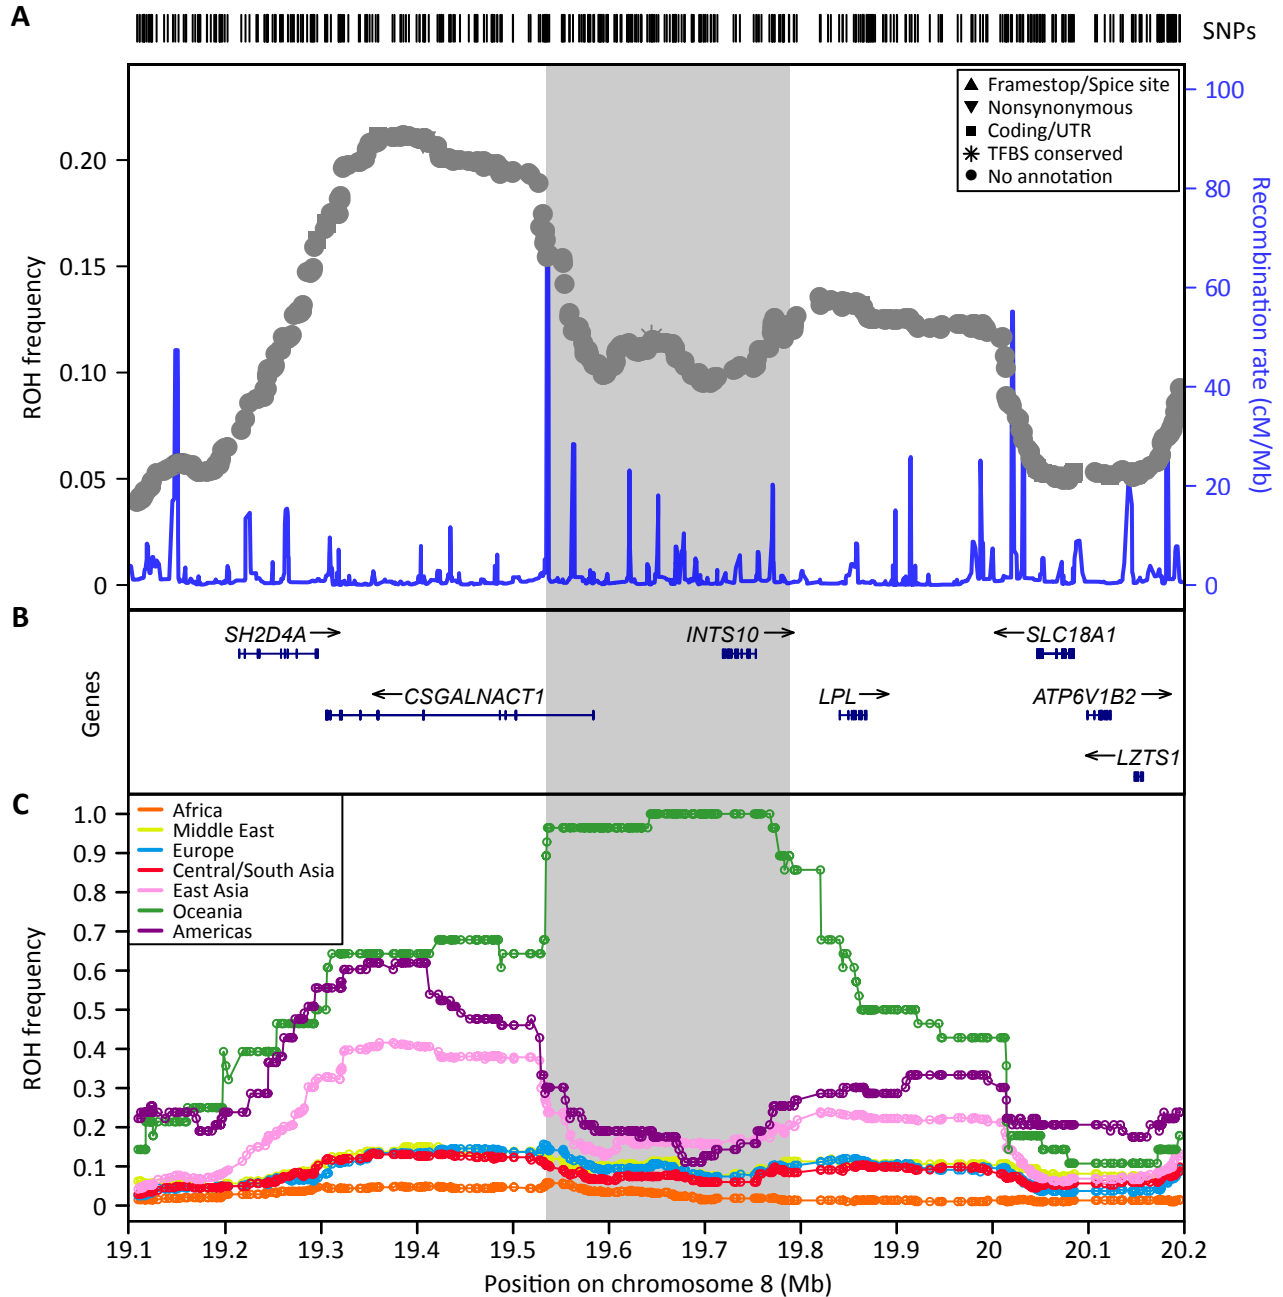 A
SNPs
Framestop/Spice site
Nonsynonymous
Coding/UTR
TFBS conserved
No annotation
ROH frequency
0.20
0.15
0.10
0.05
0
100
80
60
40
20
0
Recombination rate (cM/Mb)
B
Genes
SH2D4A
INTS10
SLC18A1
CSGALNACT1
LPL
ATP6V1B2
LZTS1
C
Africa
Middle East
Europe
Central/South Asia
East Asia
Oceania
Americas
ROH frequency
1.0
0.9
0.8
0.7
0.6
0.5
0.4
0.3
0.2
0.1
0
19.1 19.2 19.3 19.4 19.5 19.6 19.7 19.8 19.9 20 20.1 20.2
Position on chromosome 8 (Mb)